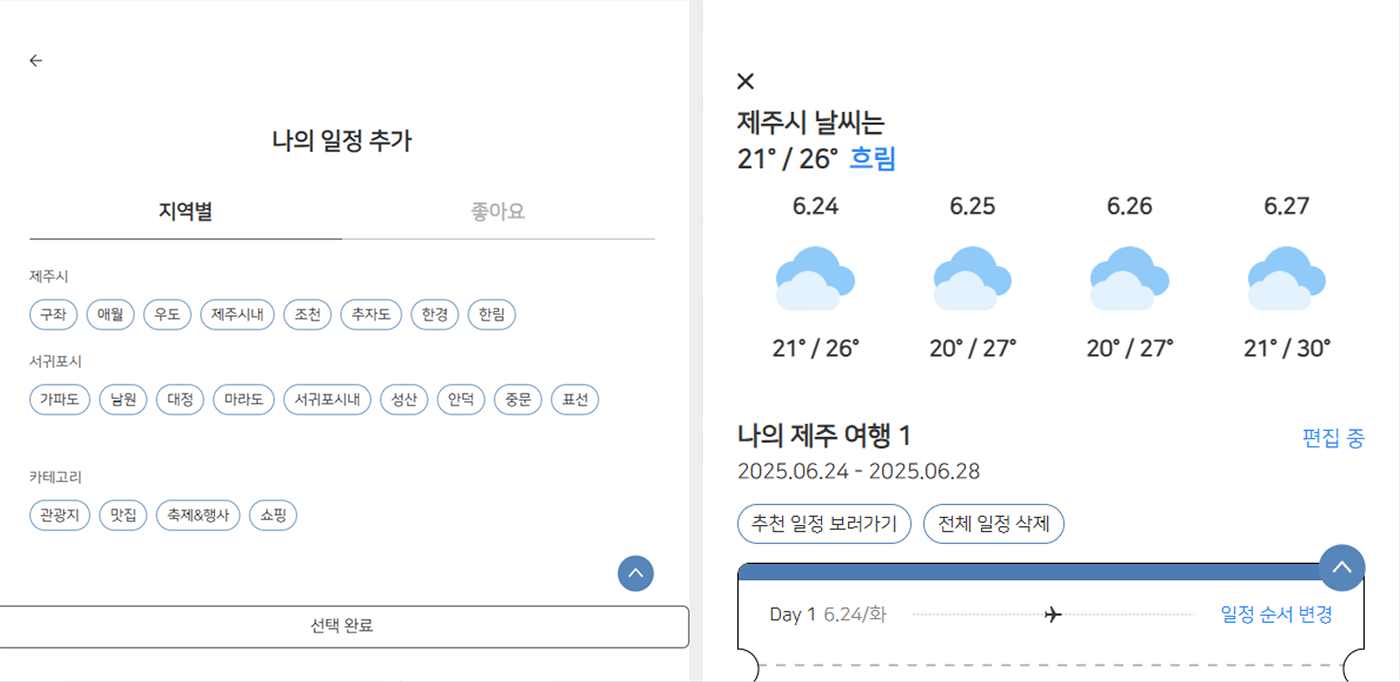 나의 일정 추가
지역별 좋아요
제주시
구좌 애월 우도 제주시내 조천 추자도 한경 한림
서귀포시
가파도 남원 대정 마라도 서귀포시내 성산 안덕 중문 표선
카테고리
관광지 맛집 축제&행사 쇼핑
선택 완료
제주시 날씨는
21° / 26° 흐림
6.24 6.25 6.26 6.27
21° / 26° 20° / 27° 20° / 27° 21° / 30°
나의 제주 여행 1 편집 중
2025.06.24 - 2025.06.28
추천 일정 보러가기 전체 일정 삭제
Day 1 6.24/화 일정 순서 변경